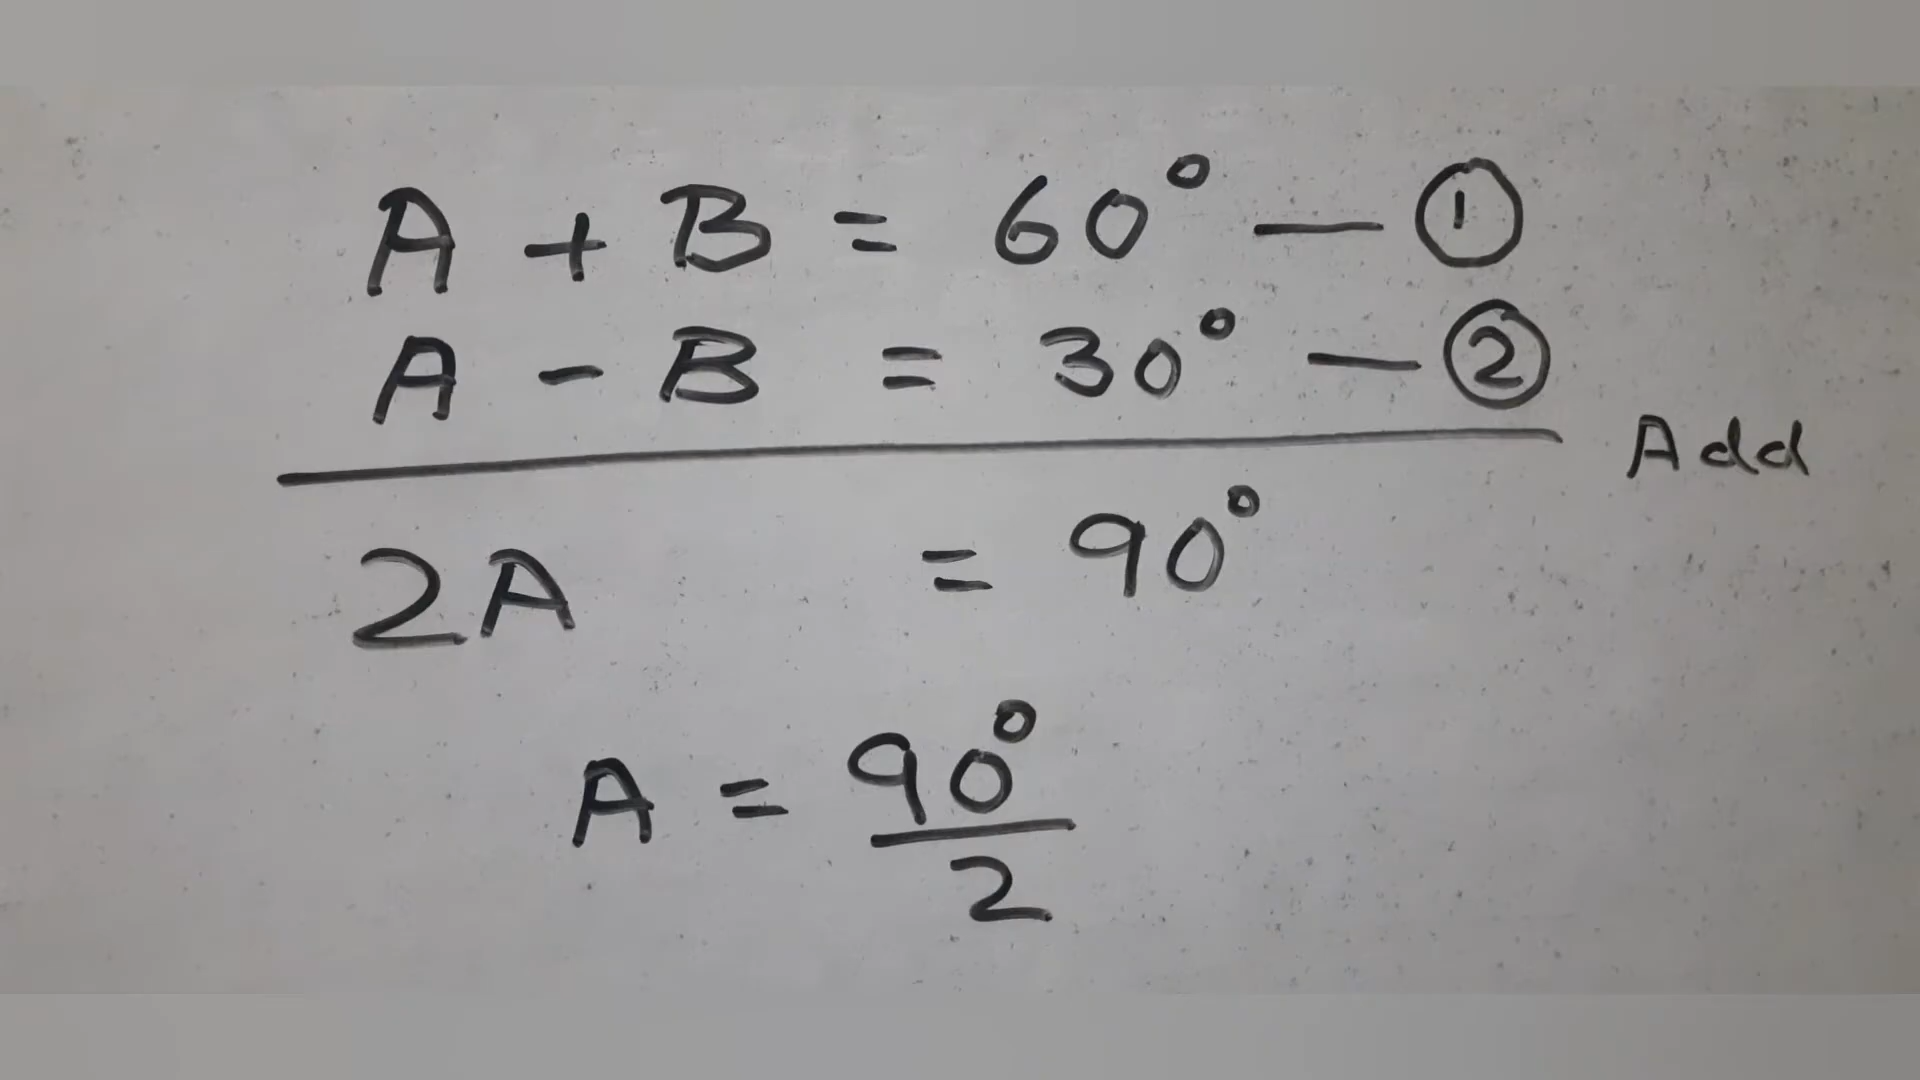 A + B = 60° — ①
A - B = 30° — ②
Add
2A = 90°
A = 90°/2